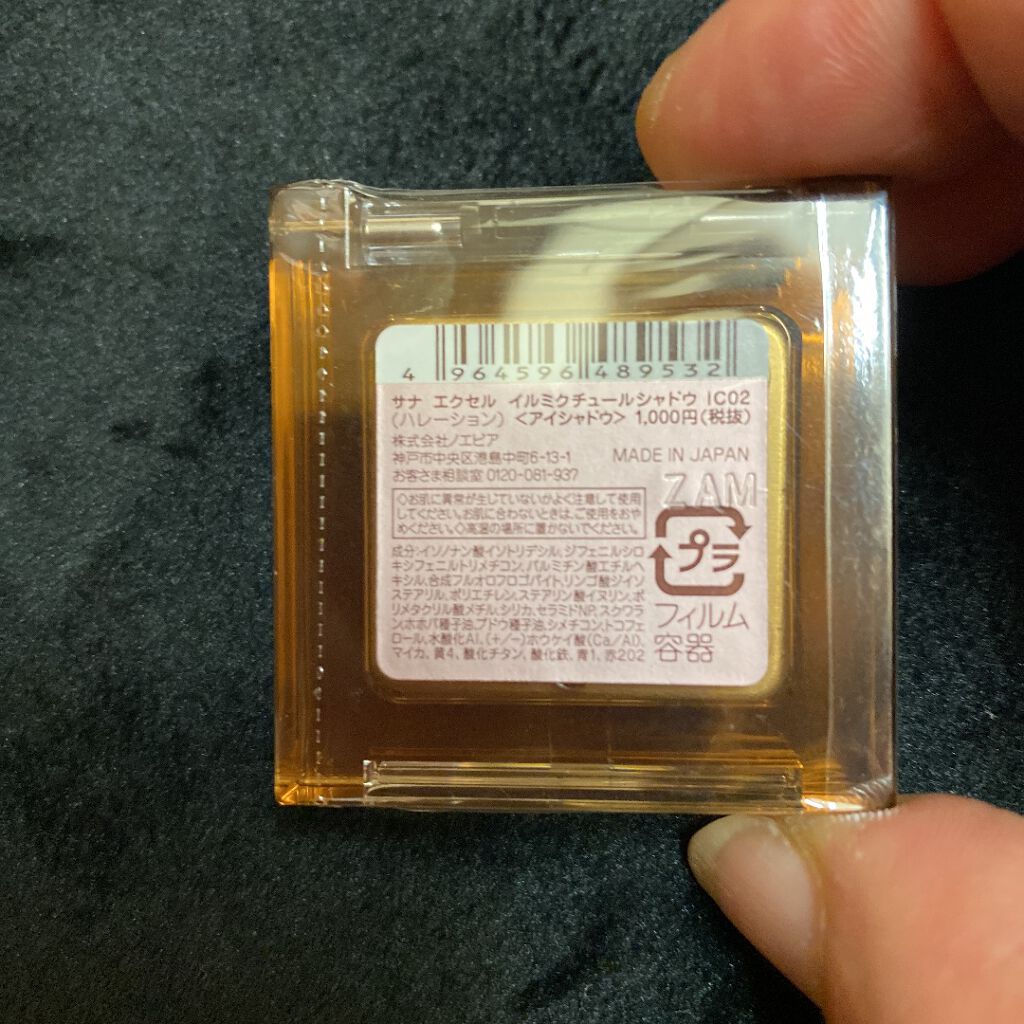 4 964596 489532
サナ エクセル イルミクチュールシャドウ IC02
(ハレーション) <アイシャドウ> 1,000円(税抜)
株式会社ノエビア
神戸市中央区港島中町6-13-1 MADE IN JAPAN
お客さま相談室 0120-081-937
ZAM
◇お肌に異常が生じていないかよく注意して使用
してください。お肌に合わないときは、ご使用をおや
めください。◇高温の場所に置かないでください。
プラ
フィルム
容器
成分:イソノナン酸イソトリデシル、ジフェニルシロ
キシフェニルトリメチコン、パルミチン酸エチルヘ
キシル、合成フルオロフロゴパイト、リンゴ酸ジイソ
ステアリル、ポリエチレン、ステアリン酸イヌリン、ポ
リメタクリル酸メチル、シリカ、セラミドNP、スクワラ
ン、ホホバ種子油、ブドウ種子油、シメチコン、トコフェ
ロール、水酸化Al、(+/-)ホウケイ酸(Ca/Al)、
マイカ、黄4、酸化チタン、酸化鉄、青1、赤202